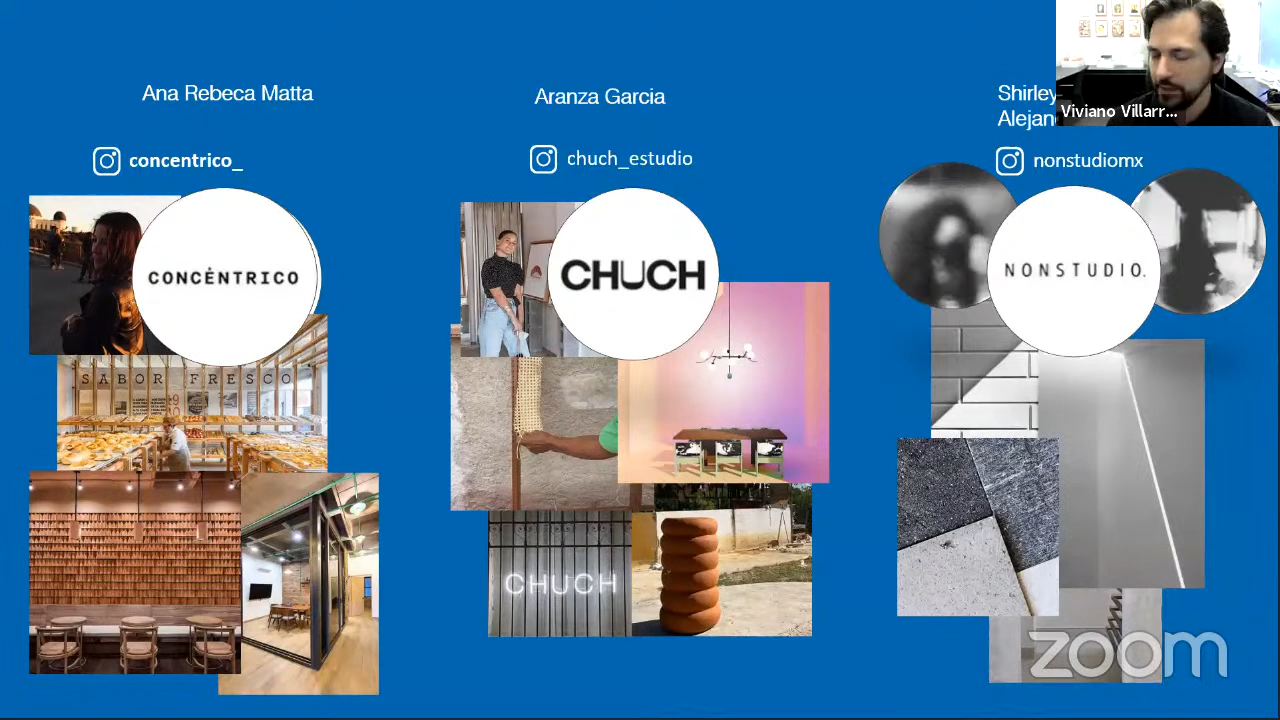 Ana Rebeca Matta
concentrico_
CONCÉNTRICO
SABOR FRESCO
Aranza Garcia
chuch_estudio
CHUCH
CHUCH
Shirley
Alejan
nonstudiomx
NONSTUDIO.
Viviano Villarr...
zoom